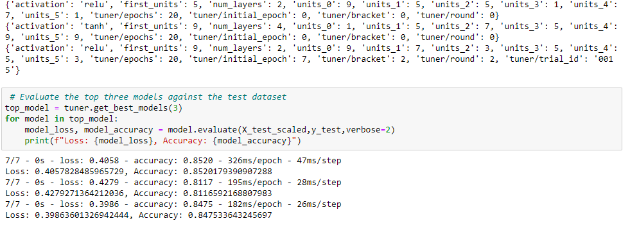 {'activation': 'relu', 'first_units': 5, 'num_layers': 2, 'units_0': 9, 'units_1': 5, 'units_2': 5, 'units_3': 1, 'units_4':
7, 'units_5': 1, 'tuner/epochs': 20, 'tuner/initial_epoch': 0, 'tuner/bracket': 0, 'tuner/round': 0}
{'activation': 'tanh', 'first_units': 9, 'num_layers': 4, 'units_0': 1, 'units_1': 5, 'units_2': 7, 'units_3': 5, 'units_4':
9, 'units_5': 9, 'tuner/epochs': 20, 'tuner/initial_epoch': 0, 'tuner/bracket': 0, 'tuner/round': 0}
{'activation': 'relu', 'first_units': 9, 'num_layers': 2, 'units_0': 9, 'units_1': 7, 'units_2': 3, 'units_3': 5, 'units_4':
5, 'units_5': 3, 'tuner/epochs': 20, 'tuner/initial_epoch': 7, 'tuner/bracket': 2, 'tuner/round': 2, 'tuner/trial_id': '001
5'}
# Evaluate the top three models against the test dataset
top_model = tuner.get_best_models(3)
for model in top_model:
model_loss, model_accuracy = model.evaluate(X_test_scaled,y_test,verbose=2)
print(f"Loss: {model_loss}, Accuracy: {model_accuracy}")
7/7 - 0s - loss: 0.4058 - accuracy: 0.8520 - 326ms/epoch - 47ms/step
Loss: 0.4057828485965729, Accuracy: 0.8520179390907288
7/7 - 0s - loss: 0.4279 - accuracy: 0.8117 - 195ms/epoch - 28ms/step
Loss: 0.4279271364212036, Accuracy: 0.8116592168807983
7/7 - 0s - loss: 0.3986 - accuracy: 0.8475 - 182ms/epoch - 26ms/step
Loss: 0.39863601326942444, Accuracy: 0.847533643245697